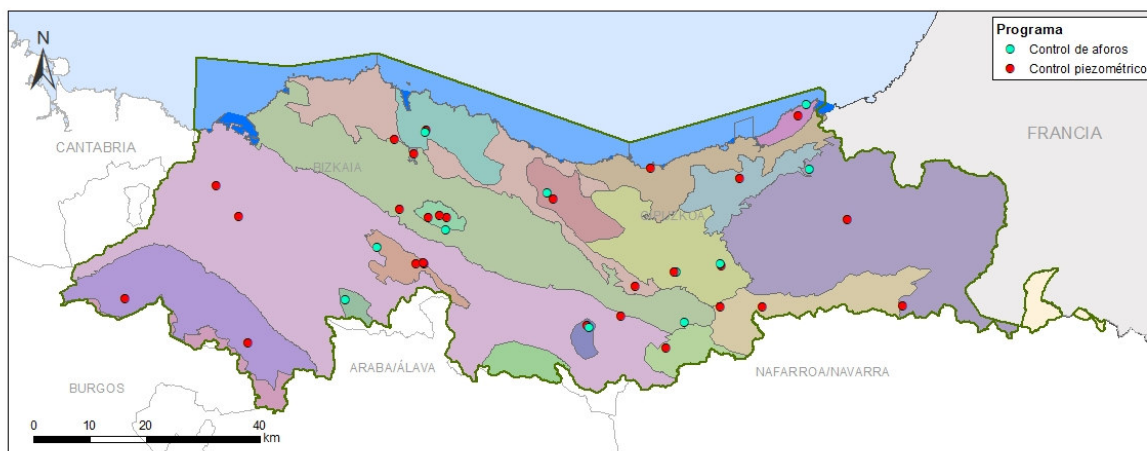 Programa
Control de aforos
Control piezométrico
N
CANTABRIA
BIZKAIA
GIPUZKOA
FRANCIA
BURGOS
ARABA/ÁLAVA
NAFARROA/NAVARRA
0 10 20 40
km